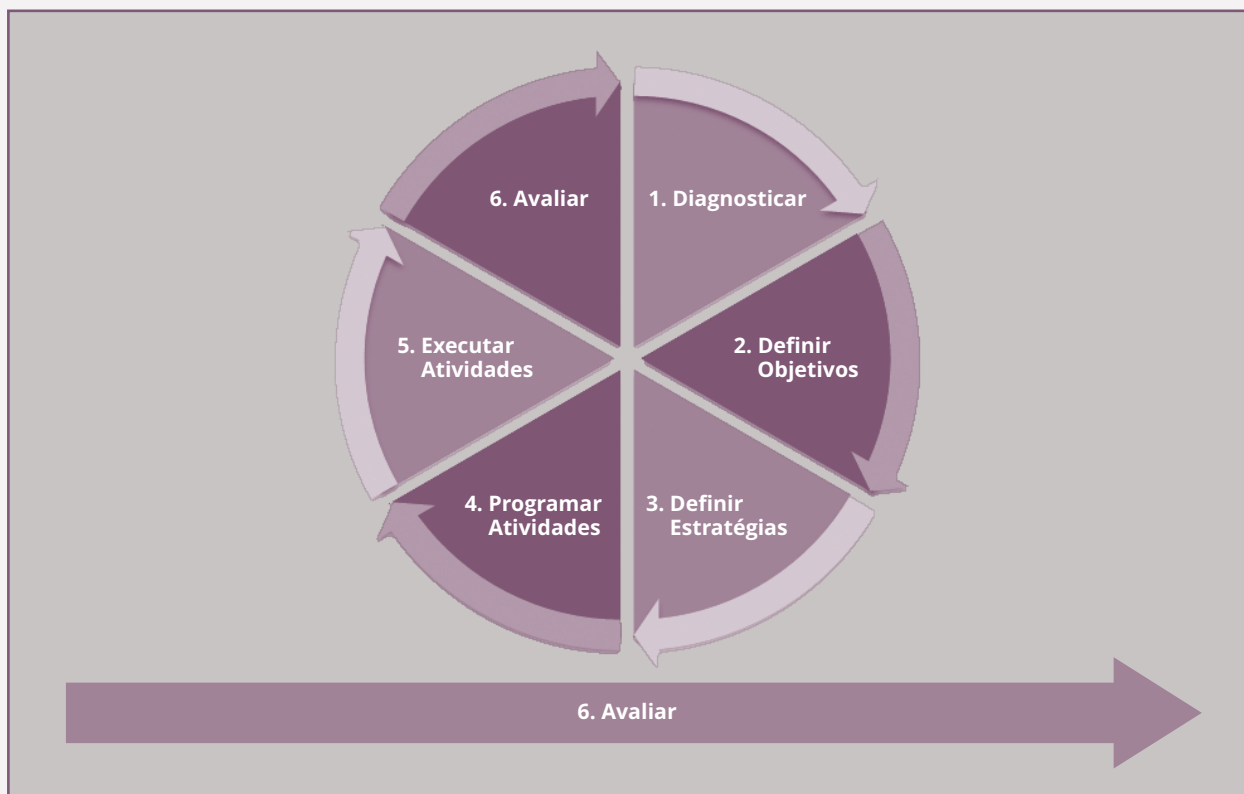 1. Diagnosticar
2. Definir
Objetivos
3. Definir
Estratégias
4. Programar
Atividades
5. Executar
Atividades
6. Avaliar
6. Avaliar